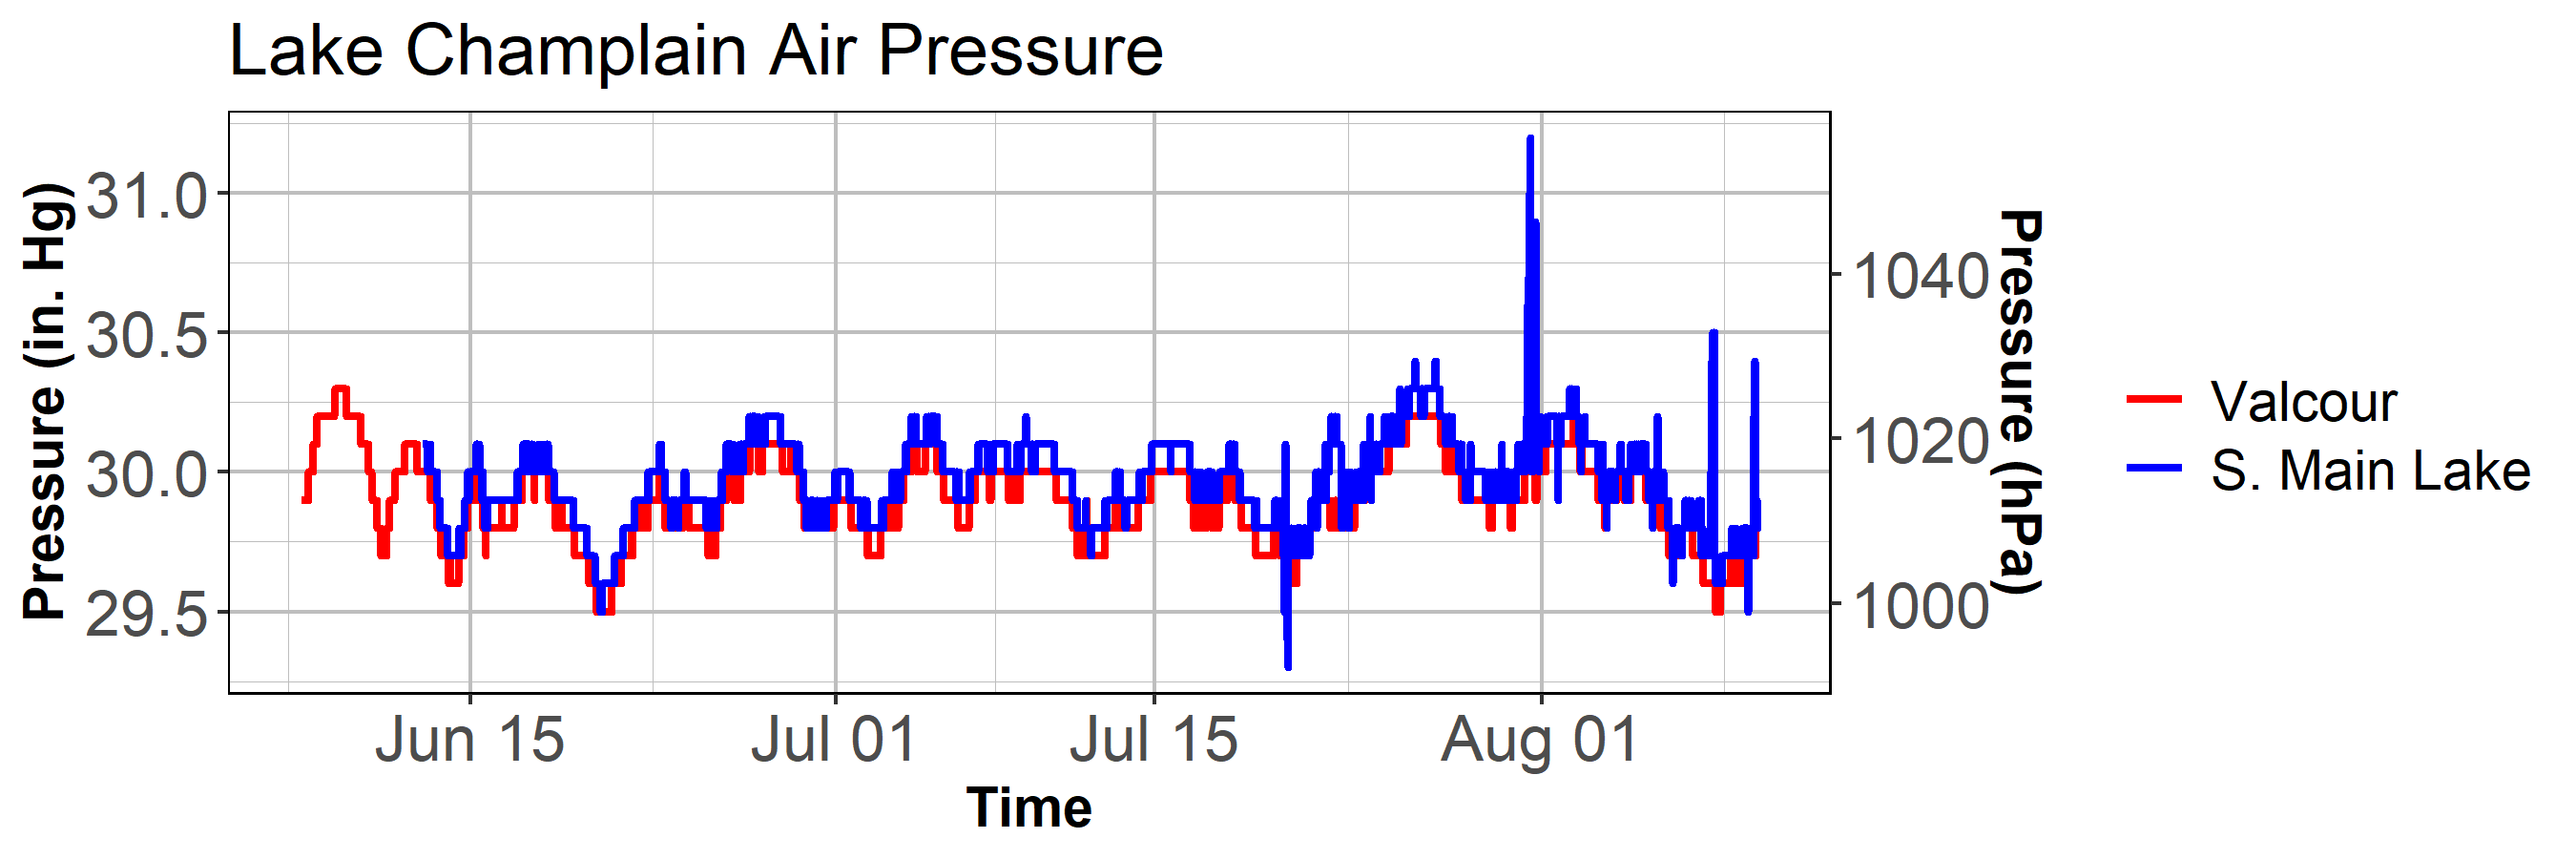 Lake Champlain Air Pressure
Pressure (in. Hg)
31.0
30.5
30.0
29.5
1040
1020
1000
Pressure (hPa)
Jun 15
Jul 01
Jul 15
Aug 01
Time
Valcour
S. Main Lake